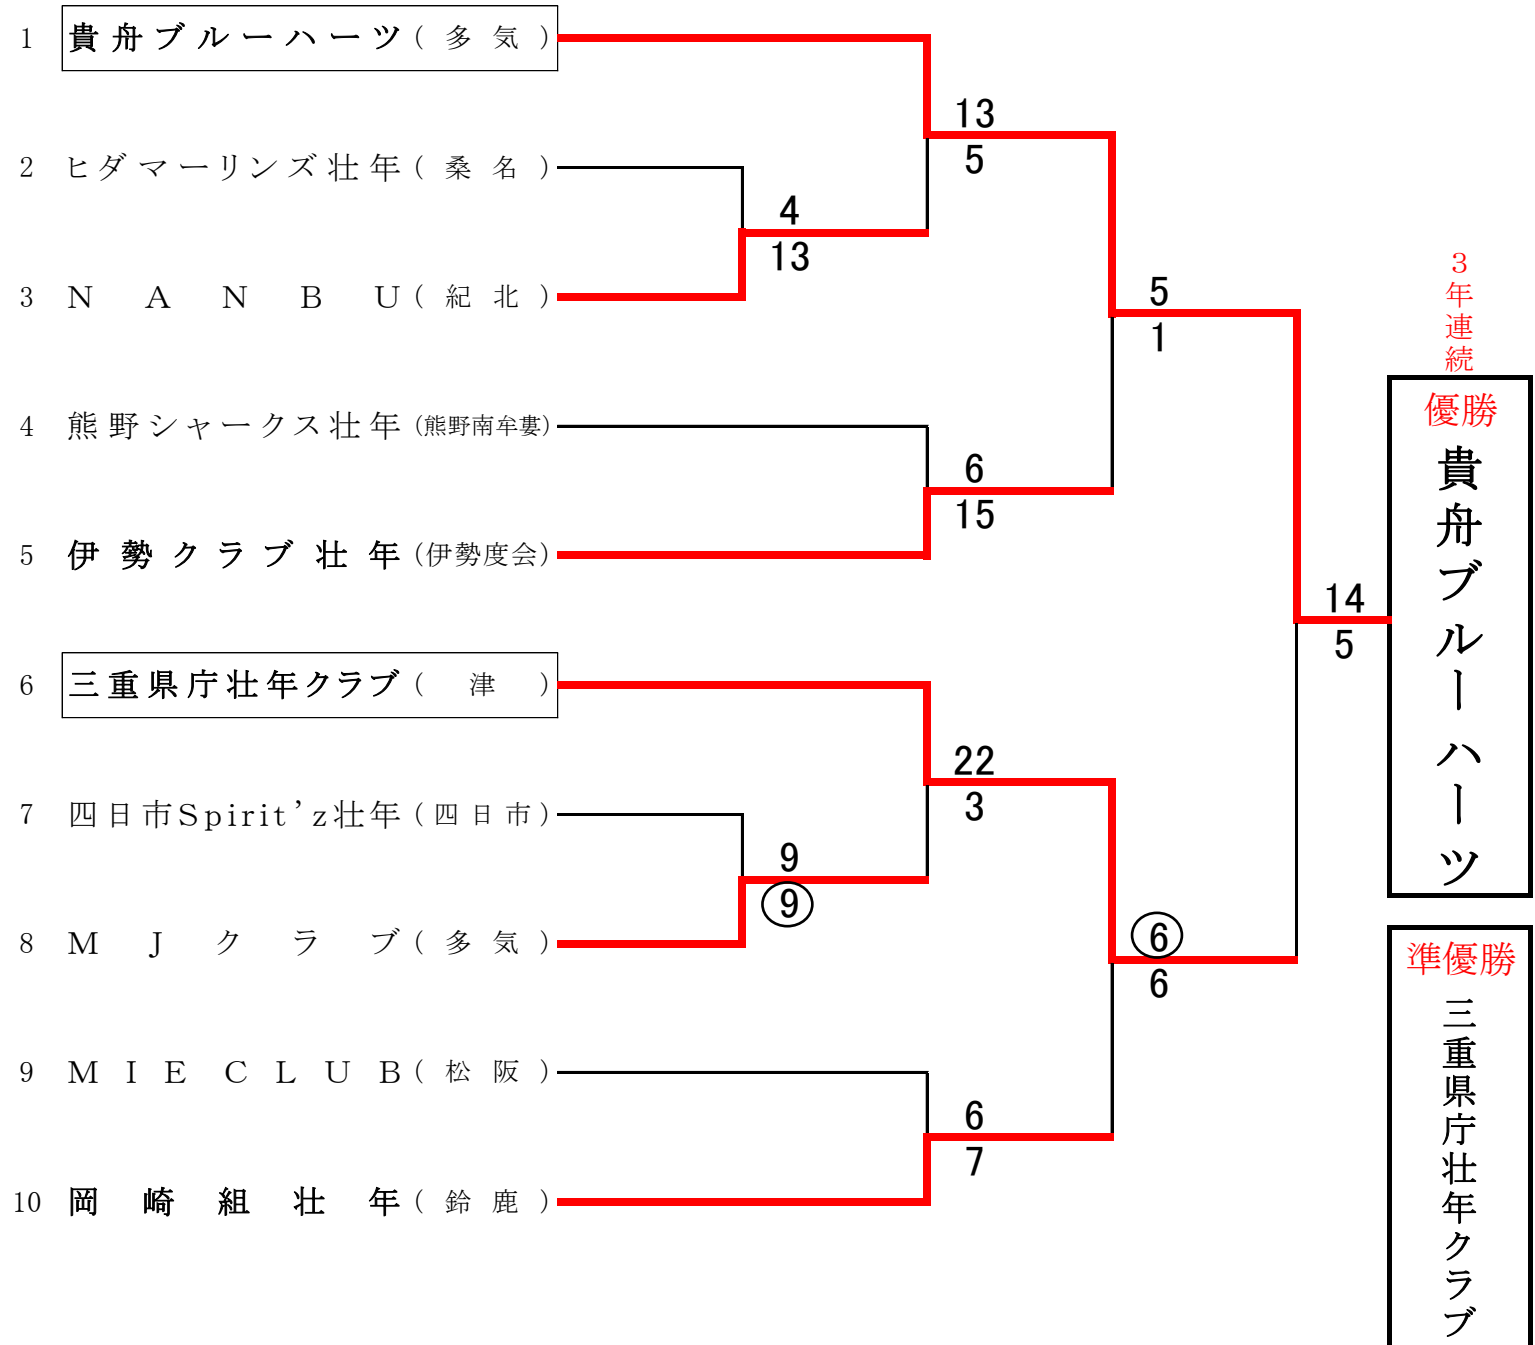 1 貴舟ブルーハーツ(多気)
13
5
2 ヒダマーリンズ壮年(桑名)
4
13
3 NANBU(紀北)
5
1
4 熊野シャークス壮年(熊野南牟婁)
6
15
5 伊勢クラブ壮年(伊勢度会)
14
5
6 三重県庁壮年クラブ(津)
22
3
7 四日市Spirit’z壮年(四日市)
9
9
8 MJクラブ(多気)
6
6
9 MIE CLUB(松阪)
6
7
10 岡崎組壮年(鈴鹿)
3年連続
優勝
貴舟ブルーハーツ
準優勝
三重県庁壮年クラブ